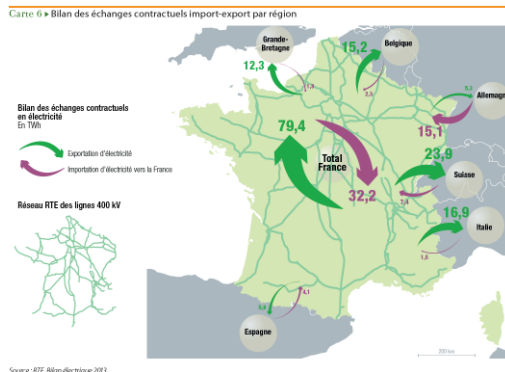 Carte 6 ▸ Bilan des échanges contractuels import-export par région
Grande-
Bretagne
12,3
15,2
Belgique
Allemagne
15,1
79,4
Total
France
32,2
23,9
Suisse
16,9
Italie
Espagne
Bilan des échanges contractuels
en électricité
En TWh
Exportation d'électricité
Importation d'électricité vers la France
Réseau RTE des lignes 400 kV
200 km
Source : RTE, Bilan électrique 2013